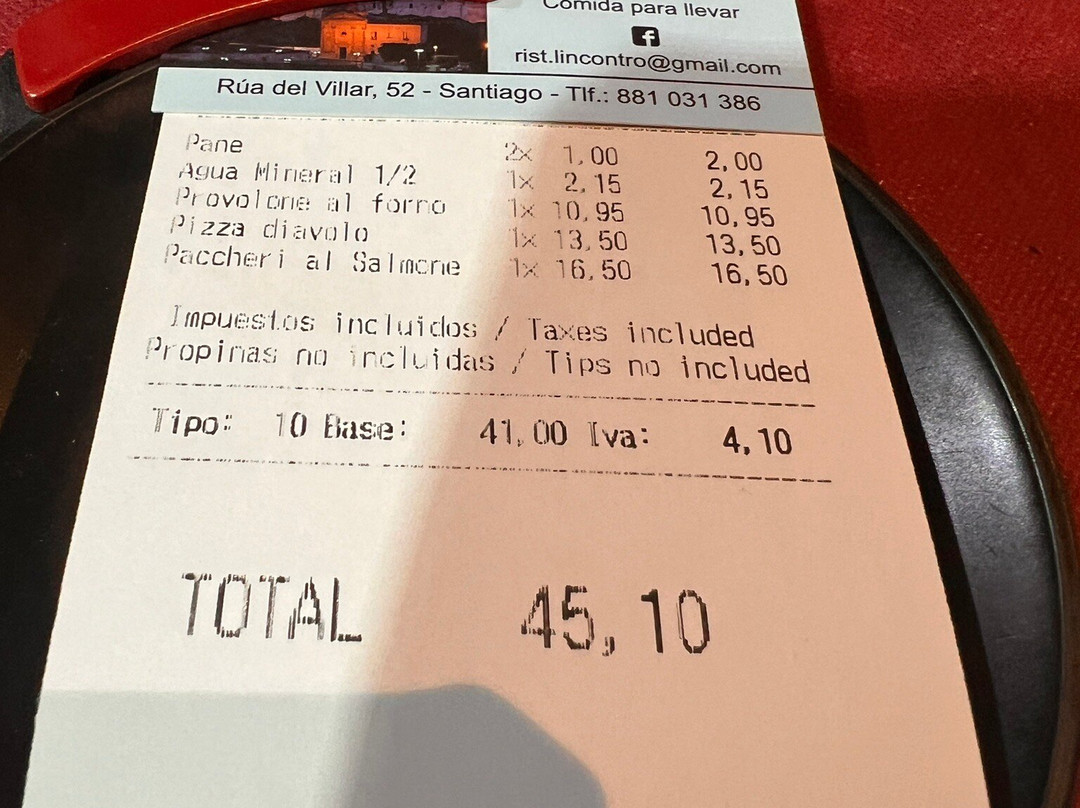 Comida para llevar
rist.lincontro@gmail.com
Rúa del Villar, 52 - Santiago - Tlf.: 881 031 386
Pane 2x 1,00 2,00
Agua Mineral 1/2 1x 2,15 2,15
Provolone al forno 1x 10,95 10,95
Pizza diavolo 1x 13,50 13,50
Paccheri al Salmone 1x 16,50 16,50
Impuestos incluidos / Taxes included
Propinas no incluidas / Tips no included
Tipo: 10 Base: 41,00 Iva: 4,10
TOTAL 45,10